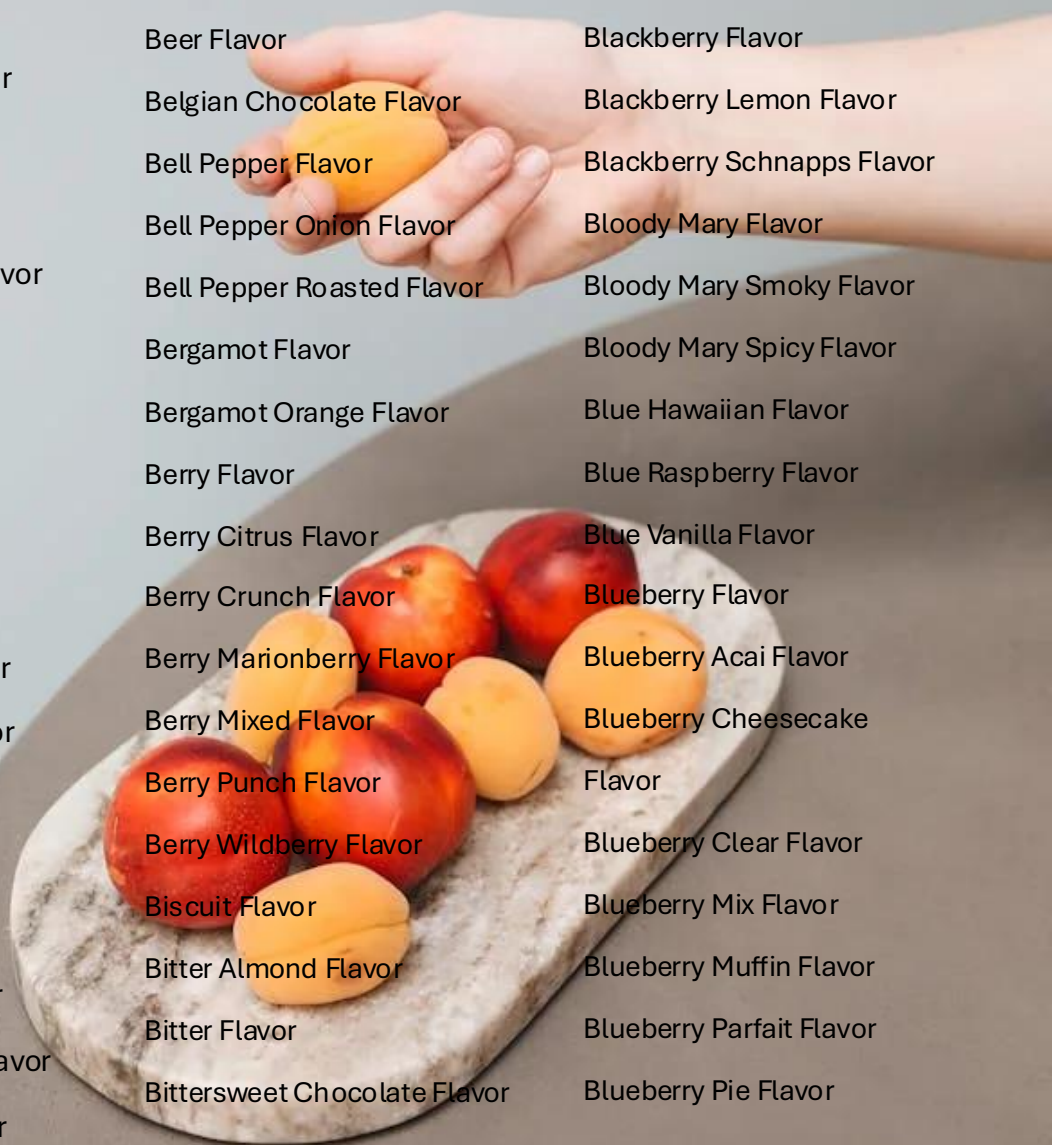 Beer Flavor
Belgian Chocolate Flavor
Bell Pepper Flavor
Bell Pepper Onion Flavor
Bell Pepper Roasted Flavor
Bergamot Flavor
Bergamot Orange Flavor
Berry Flavor
Berry Citrus Flavor
Berry Crunch Flavor
Berry Marionberry Flavor
Berry Mixed Flavor
Berry Punch Flavor
Berry Wildberry Flavor
Biscuit Flavor
Bitter Almond Flavor
Bitter Flavor
Bittersweet Chocolate Flavor
Blackberry Flavor
Blackberry Lemon Flavor
Blackberry Schnapps Flavor
Bloody Mary Flavor
Bloody Mary Smoky Flavor
Bloody Mary Spicy Flavor
Blue Hawaiian Flavor
Blue Raspberry Flavor
Blue Vanilla Flavor
Blueberry Flavor
Blueberry Acai Flavor
Blueberry Cheesecake
Flavor
Blueberry Clear Flavor
Blueberry Mix Flavor
Blueberry Muffin Flavor
Blueberry Parfait Flavor
Blueberry Pie Flavor